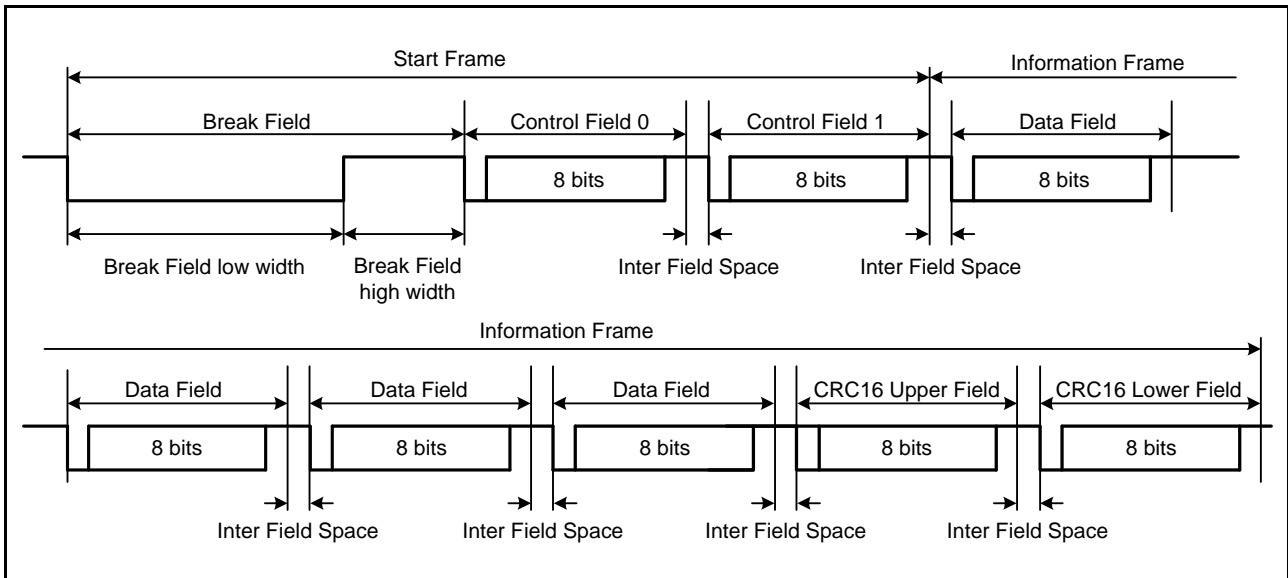 Start Frame
Information Frame
Break Field
Control Field 0
Control Field 1
Data Field
8 bits
8 bits
8 bits
Break Field low width
Break Field
high width
Inter Field Space
Inter Field Space
Information Frame
Data Field
Data Field
Data Field
CRC16 Upper Field
CRC16 Lower Field
8 bits
8 bits
8 bits
8 bits
8 bits
Inter Field Space
Inter Field Space
Inter Field Space
Inter Field Space